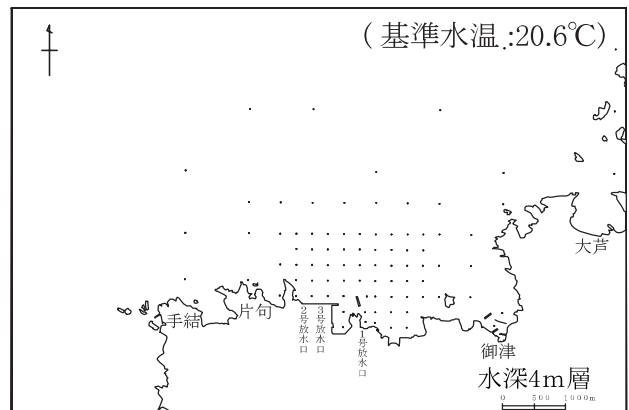 (基準水温:20.6℃)
大芦
手結
片句
2号放水口
3号放水口
1号放水口
御津
水深4m層
0 500 1000m